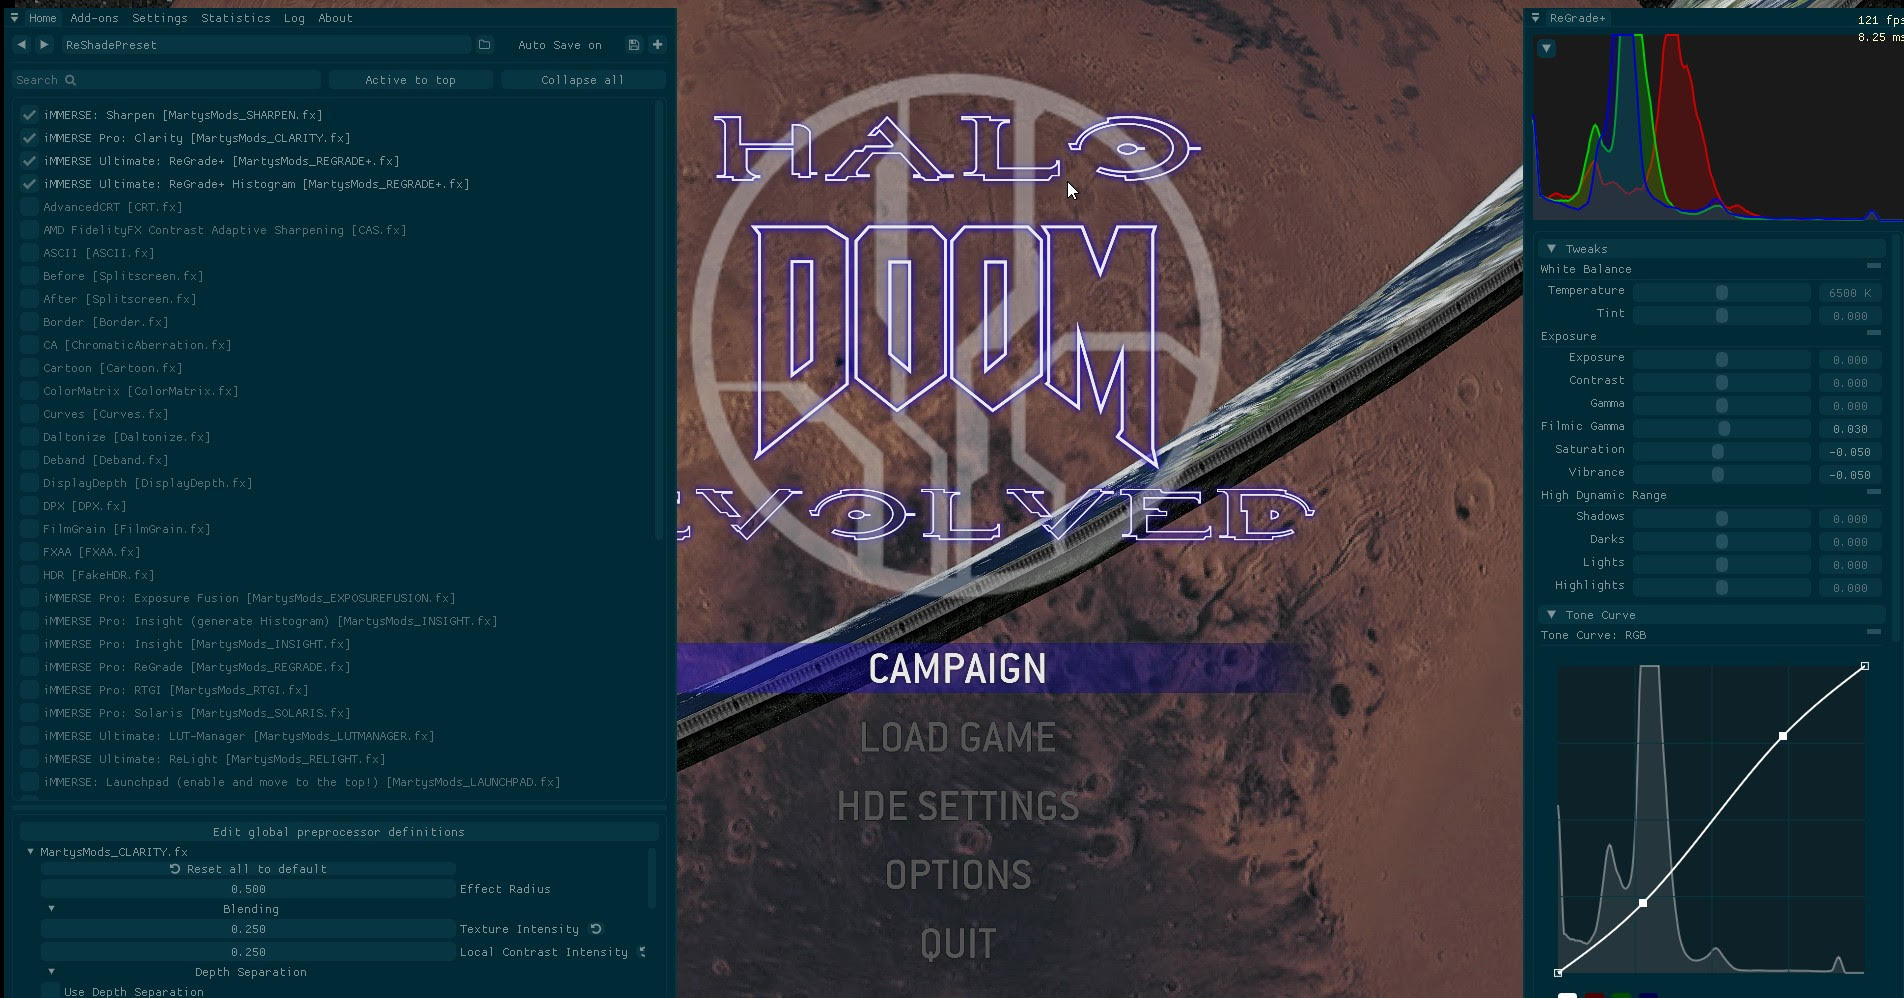 Home Add-ons Settings Statistics Log About
ReShadePreset
Auto Save on
Search
Active to top
Collapse all
iMMERSE: Sharpen [MartysMods_SHARPEN.fx]
iMMERSE Pro: Clarity [MartysMods_CLARITY.fx]
iMMERSE Ultimate: ReGrade+ [MartysMods_REGRADE+.fx]
iMMERSE Ultimate: ReGrade+ Histogram [MartysMods_REGRADE+.fx]
AdvancedCRT [CRT.fx]
AMD FidelityFX Contrast Adaptive Sharpening [CAS.fx]
ASCII [ASCII.fx]
Before [Splitscreen.fx]
After [Splitscreen.fx]
Border [Border.fx]
CA [ChromaticAberration.fx]
Cartoon [Cartoon.fx]
ColorMatrix [ColorMatrix.fx]
Curves [Curves.fx]
Daltonize [Daltonize.fx]
Deband [Deband.fx]
DisplayDepth [DisplayDepth.fx]
DPX [DPX.fx]
FilmGrain [FilmGrain.fx]
FXAA [FXAA.fx]
HDR [FakeHDR.fx]
iMMERSE Pro: Exposure Fusion [MartysMods_EXPOSUREFUSION.fx]
iMMERSE Pro: Insight (generate Histogram) [MartysMods_INSIGHT.fx]
iMMERSE Pro: Insight [MartysMods_INSIGHT.fx]
iMMERSE Pro: ReGrade [MartysMods_REGRADE.fx]
iMMERSE Pro: RTGI [MartysMods_RTGI.fx]
iMMERSE Pro: Solaris [MartysMods_SOLARIS.fx]
iMMERSE Ultimate: LUT-Manager [MartysMods_LUTMANAGER.fx]
iMMERSE Ultimate: ReLight [MartysMods_RELIGHT.fx]
iMMERSE: Launchpad (enable and move to the top!) [MartysMods_LAUNCHPAD.fx]
Edit global preprocessor definitions
MartysMods_CLARITY.fx
Reset all to default
0.500 Effect Radius
Blending
0.250 Texture Intensity
0.250 Local Contrast Intensity
Depth Separation
Use Depth Separation
HALO
DOOM
EVOLVED
CAMPAIGN
LOAD GAME
HDE SETTINGS
OPTIONS
QUIT
ReGrade+
121 fps
8.25 ms
Tweaks
White Balance
Temperature 6500 K
Tint 0.000
Exposure
Exposure 0.000
Contrast 0.000
Gamma 0.000
Filmic Gamma 0.030
Saturation -0.050
Vibrance -0.050
High Dynamic Range
Shadows 0.000
Darks 0.000
Lights 0.000
Highlights 0.000
Tone Curve
Tone Curve: RGB